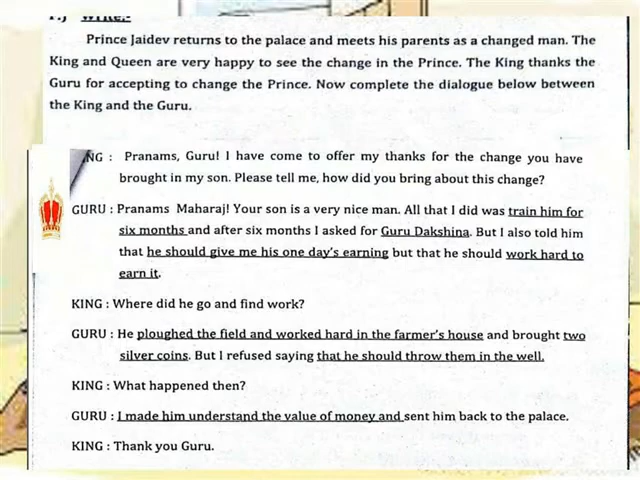 Write:-
Prince Jaidev returns to the palace and meets his parents as a changed man. The
King and Queen are very happy to see the change in the Prince. The King thanks the
Guru for accepting to change the Prince. Now complete the dialogue below between
the King and the Guru.
NG : Pranams, Guru! I have come to offer my thanks for the change you have
brought in my son. Please tell me, how did you bring about this change?
GURU : Pranams Maharaj! Your son is a very nice man. All that I did was train him for
six months and after six months I asked for Guru Dakshina. But I also told him
that he should give me his one day's earning but that he should work hard to
earn it.
KING : Where did he go and find work?
GURU : He ploughed the field and worked hard in the farmer's house and brought two
silver coins. But I refused saying that he should throw them in the well.
KING : What happened then?
GURU : I made him understand the value of money and sent him back to the palace.
KING : Thank you Guru.